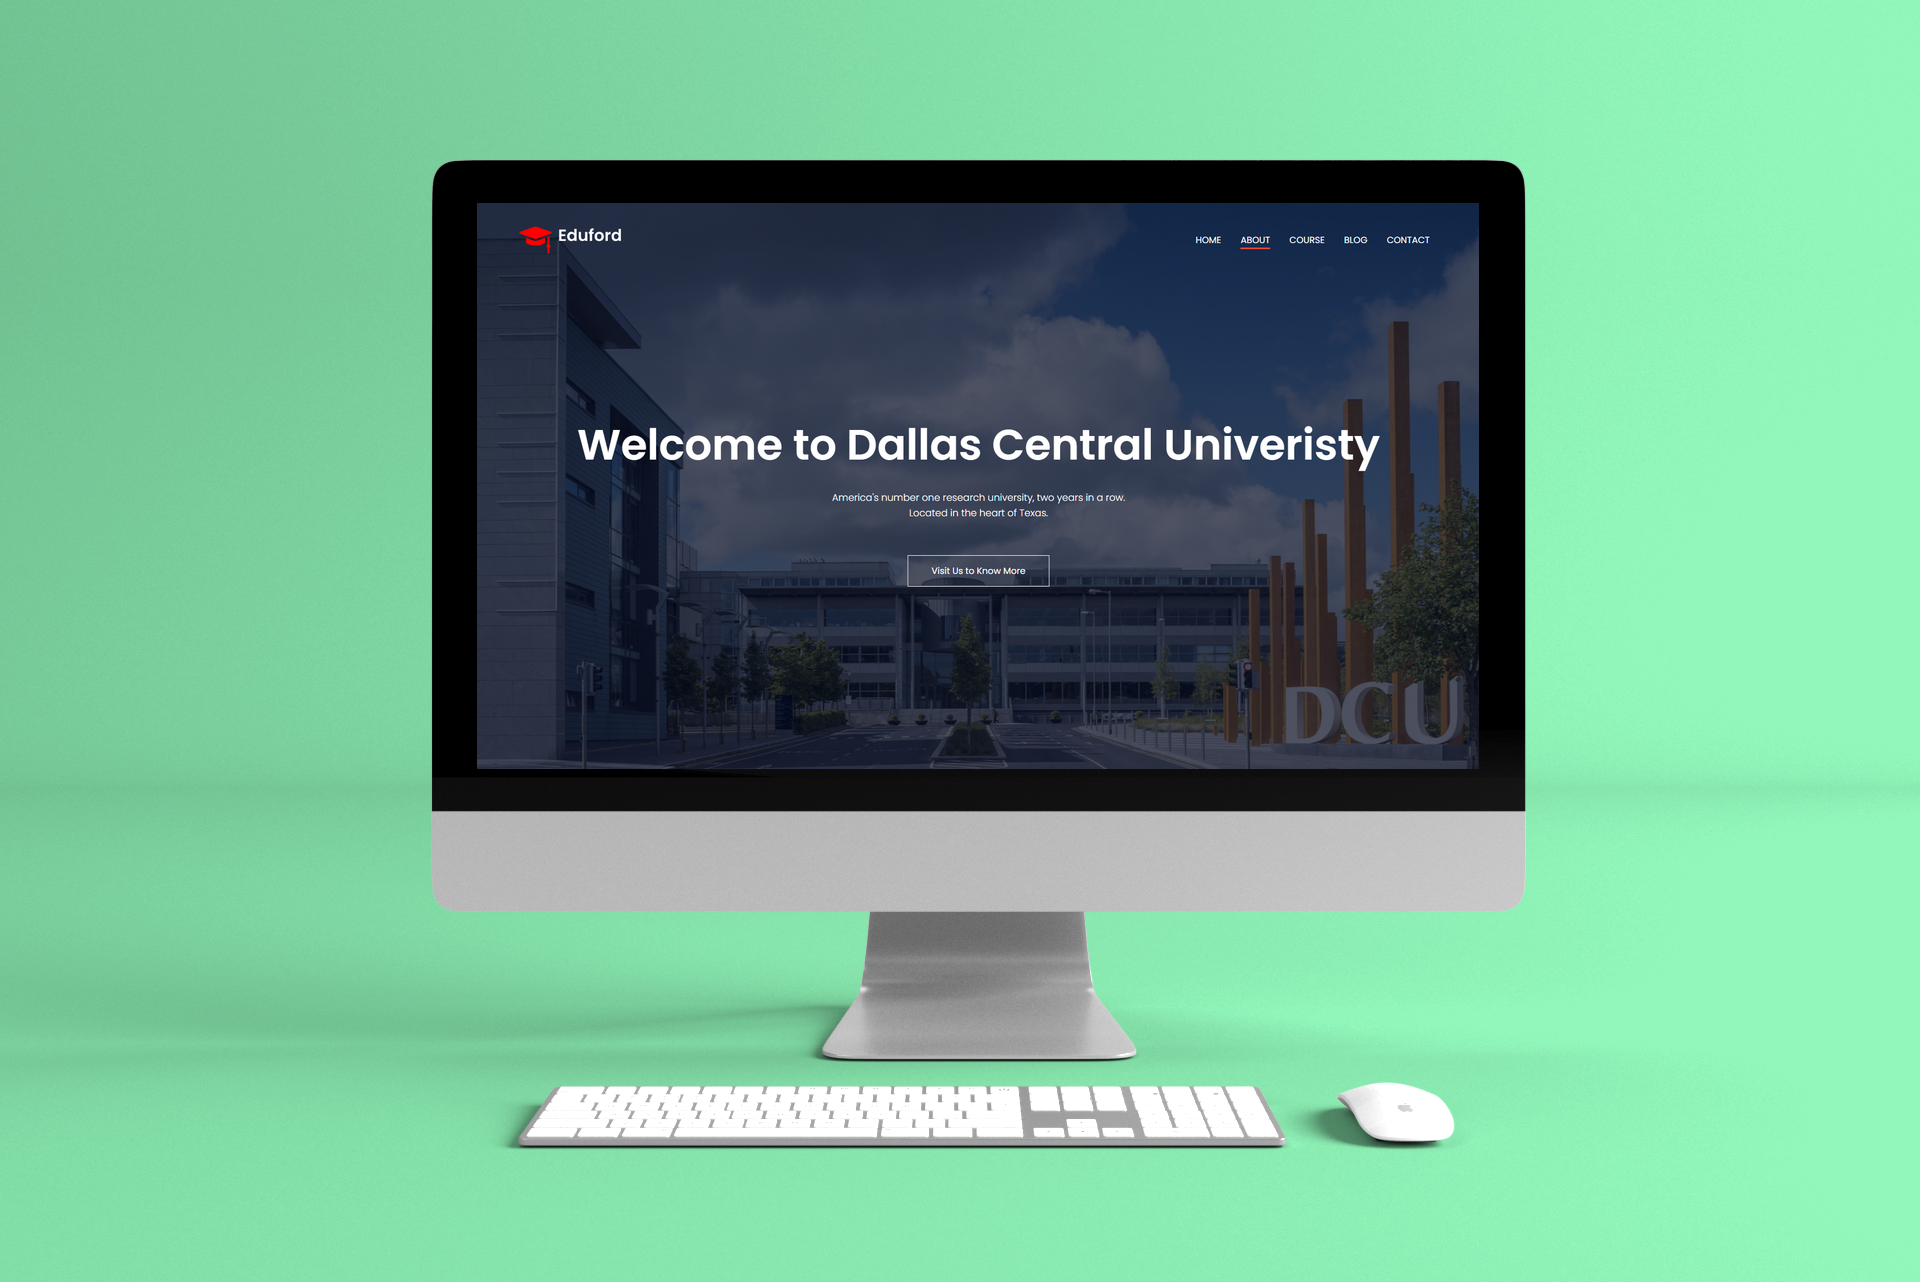 Eduford
HOME ABOUT COURSE BLOG CONTACT
Welcome to Dallas Central Univeristy
America's number one research university, two years in a row.
Located in the heart of Texas.
Visit Us to Know More
DCU